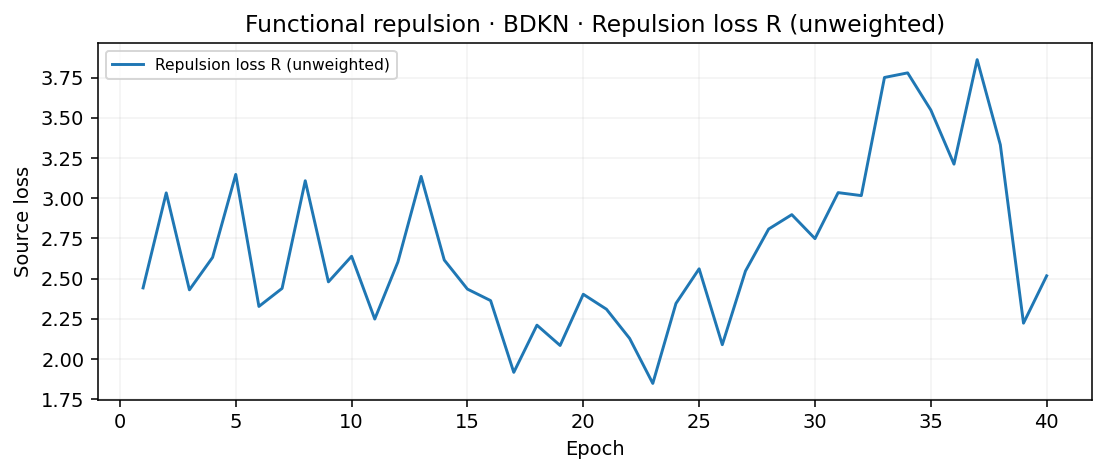 Functional repulsion · BDKN · Repulsion loss R (unweighted)
Repulsion loss R (unweighted)
Source loss
3.75
3.50
3.25
3.00
2.75
2.50
2.25
2.00
1.75
0 5 10 15 20 25 30 35 40
Epoch